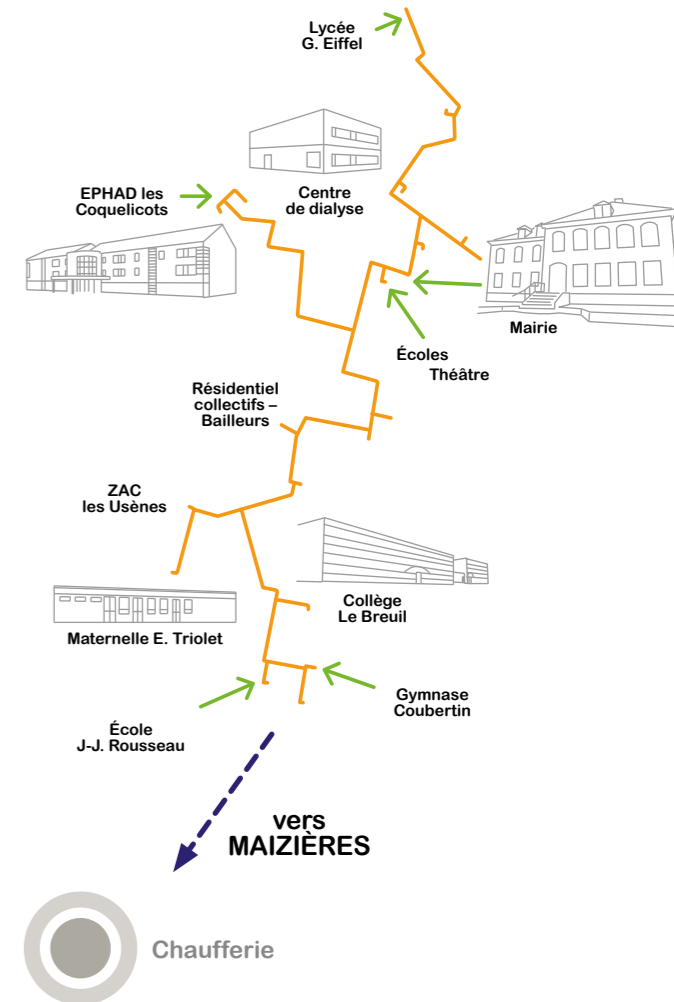 Lycée
G. Eiffel
EPHAD les
Coquelicots
Centre
de dialyse
Mairie
Écoles
Théâtre
Résidentiel
collectifs –
Bailleurs
ZAC
les Usènes
Collège
Le Breuil
Maternelle E. Triolet
Gymnase
Coubertin
École
J-J. Rousseau
vers
MAIZIÈRES
Chaufferie